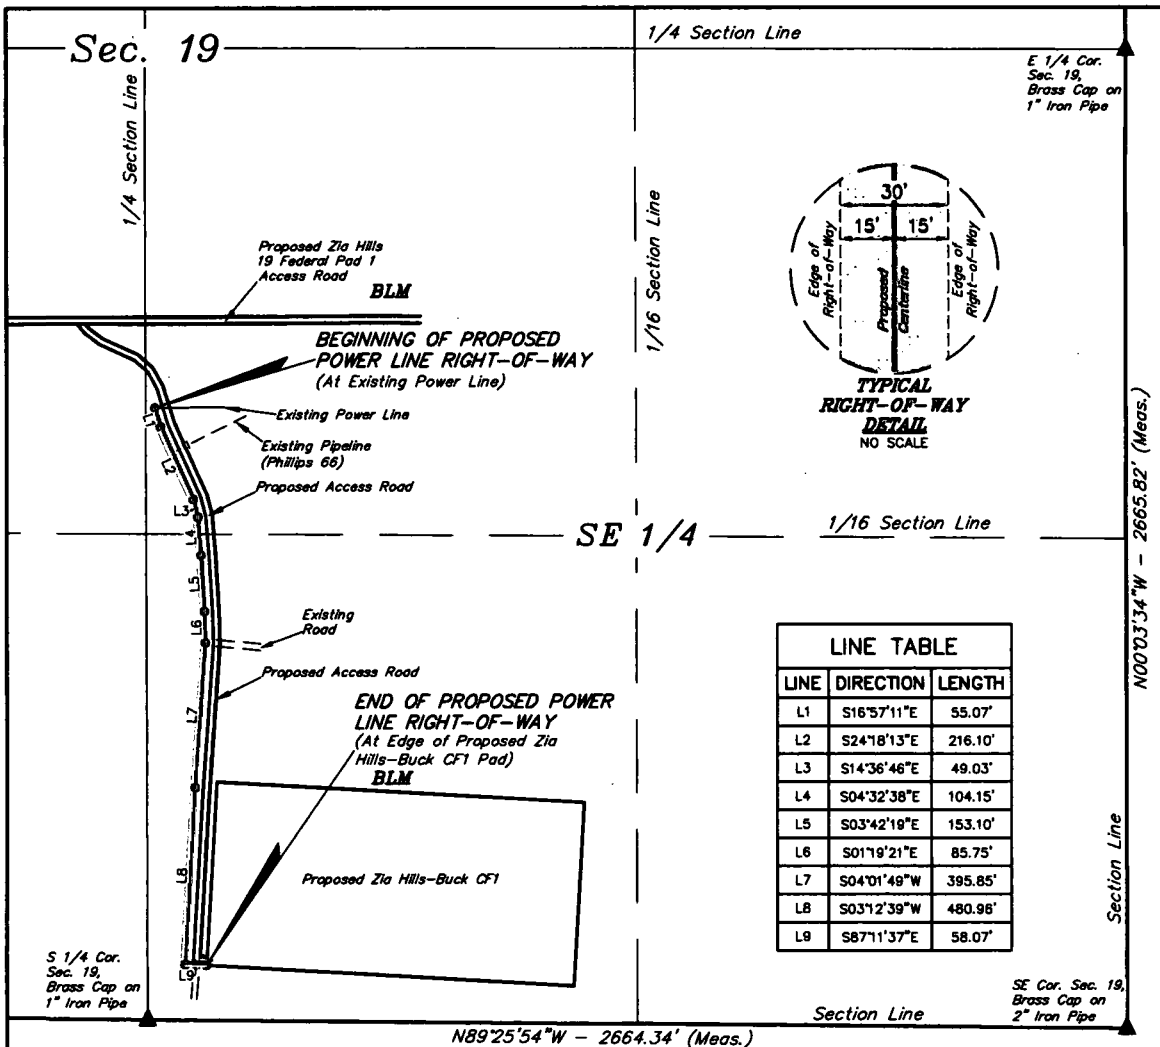 Sec. 19
1/4 Section Line
E 1/4 Cor.
Sec. 19,
Brass Cap on
1" Iron Pipe
1/4 Section Line
1/16 Section Line
30'
15' 15'
Edge of
Right-of-Way
Proposed
Centerline
Edge of
Right-of-Way
TYPICAL
RIGHT-OF-WAY
DETAIL
NO SCALE
Proposed Zia Hills
19 Federal Pad 1
Access Road
BLM
BEGINNING OF PROPOSED
POWER LINE RIGHT-OF-WAY
(At Existing Power Line)
Existing Power Line
Existing Pipeline
(Phillips 66)
Proposed Access Road
L1
L2
L3
L4
L5
L6
L7
L8
L9
SE 1/4
1/16 Section Line
N00°03'34"W - 2665.82' (Meas.)
Existing
Road
Proposed Access Road
END OF PROPOSED POWER
LINE RIGHT-OF-WAY
(At Edge of Proposed Zia
Hills-Buck CF1 Pad)
BLM
Proposed Zia Hills-Buck CF1
LINE TABLE
LINE DIRECTION LENGTH
L1 S16°57'11"E 55.07'
L2 S24°18'13"E 216.10'
L3 S14°36'46"E 49.03'
L4 S04°32'38"E 104.15'
L5 S03°42'19"E 153.10'
L6 S01°19'21"E 85.75'
L7 S04°01'49"W 395.85'
L8 S03°12'39"W 480.96'
L9 S87°11'37"E 58.07'
Section Line
S 1/4 Cor.
Sec. 19,
Brass Cap on
1" Iron Pipe
SE Cor. Sec. 19,
Brass Cap on
2" Iron Pipe
Section Line
N89°25'54"W - 2664.34' (Meas.)